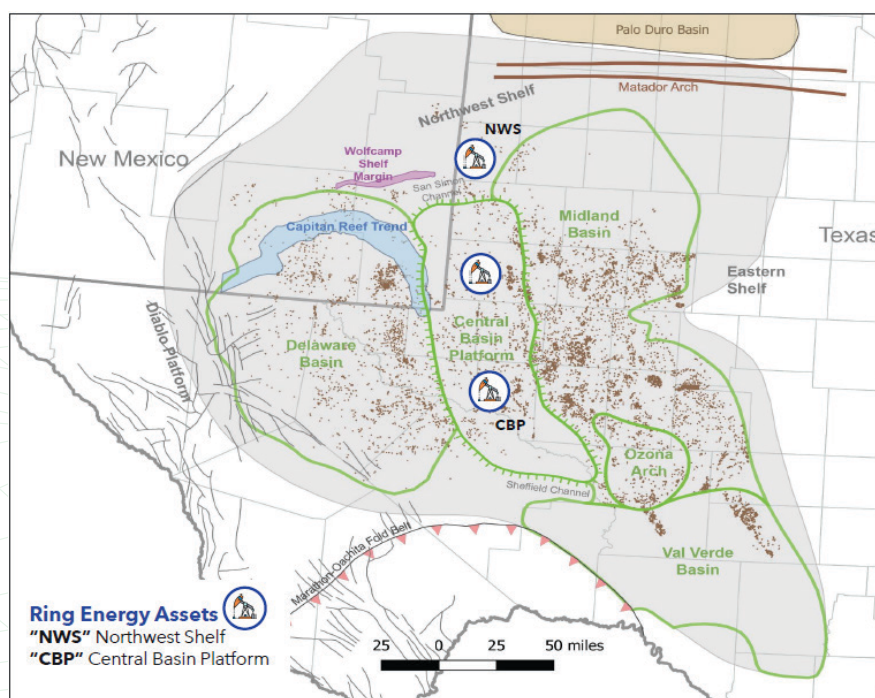 Palo Duro Basin
Matador Arch
Northwest Shelf
NWS
New Mexico
Wolfcamp
Shelf
Margin
San Simon
Channel
Capitan Reef Trend
Midland
Basin
Texas
Eastern
Shelf
Diablo Platform
Delaware
Basin
Central
Basin
Platform
CBP
Ozona
Arch
Sheffield Channel
Val Verde
Basin
Marathon-Oachita Fold Belt
Ring Energy Assets
"NWS" Northwest Shelf
"CBP" Central Basin Platform
25 0 25 50 miles